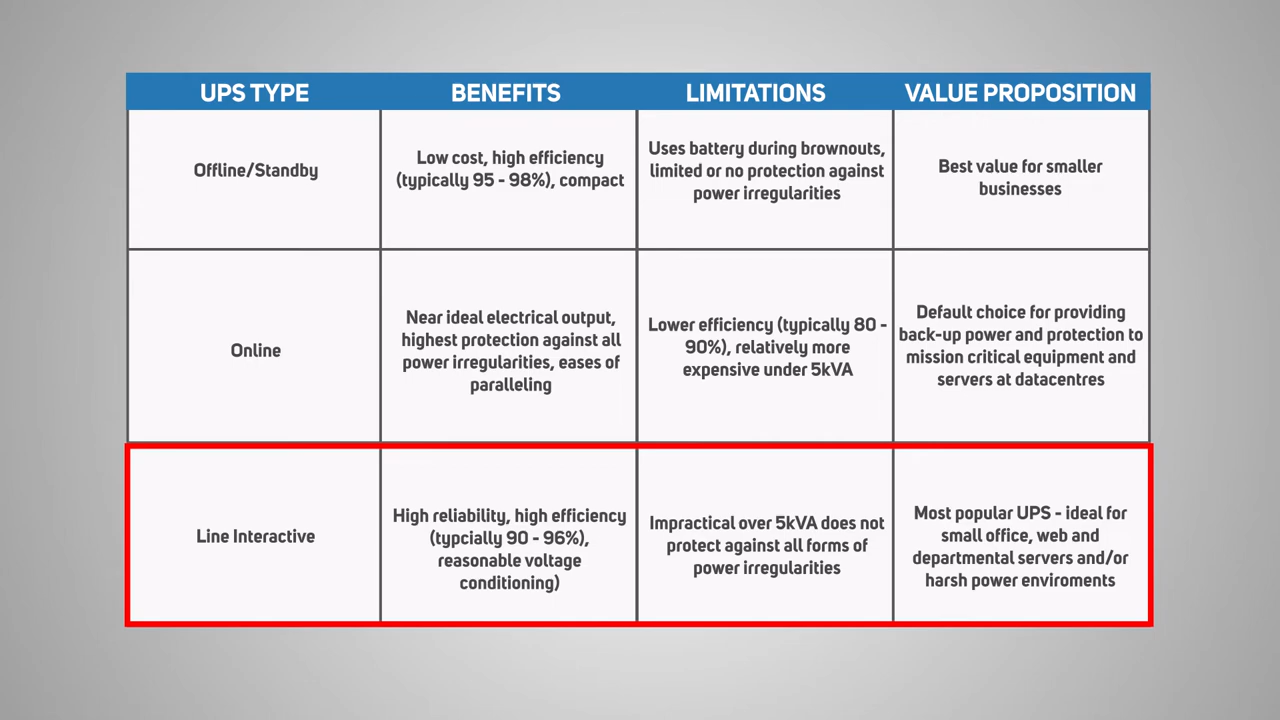 UPS TYPE
BENEFITS
LIMITATIONS
VALUE PROPOSITION
Offline/Standby
Low cost, high efficiency
(typically 95 - 98%), compact
Uses battery during brownouts,
limited or no protection against
power irregularities
Best value for smaller
businesses
Online
Near ideal electrical output,
highest protection against all
power irregularities, eases of
paralleling
Lower efficiency (typically 80 -
90%), relatively more
expensive under 5kVA
Default choice for providing
back-up power and protection to
mission critical equipment and
servers at datacentres
Line Interactive
High reliability, high efficiency
(typcially 90 - 96%),
reasonable voltage
conditioning)
Impractical over 5kVA does not
protect against all forms of
power irregularities
Most popular UPS - ideal for
small office, web and
departmental servers and/or
harsh power enviroments